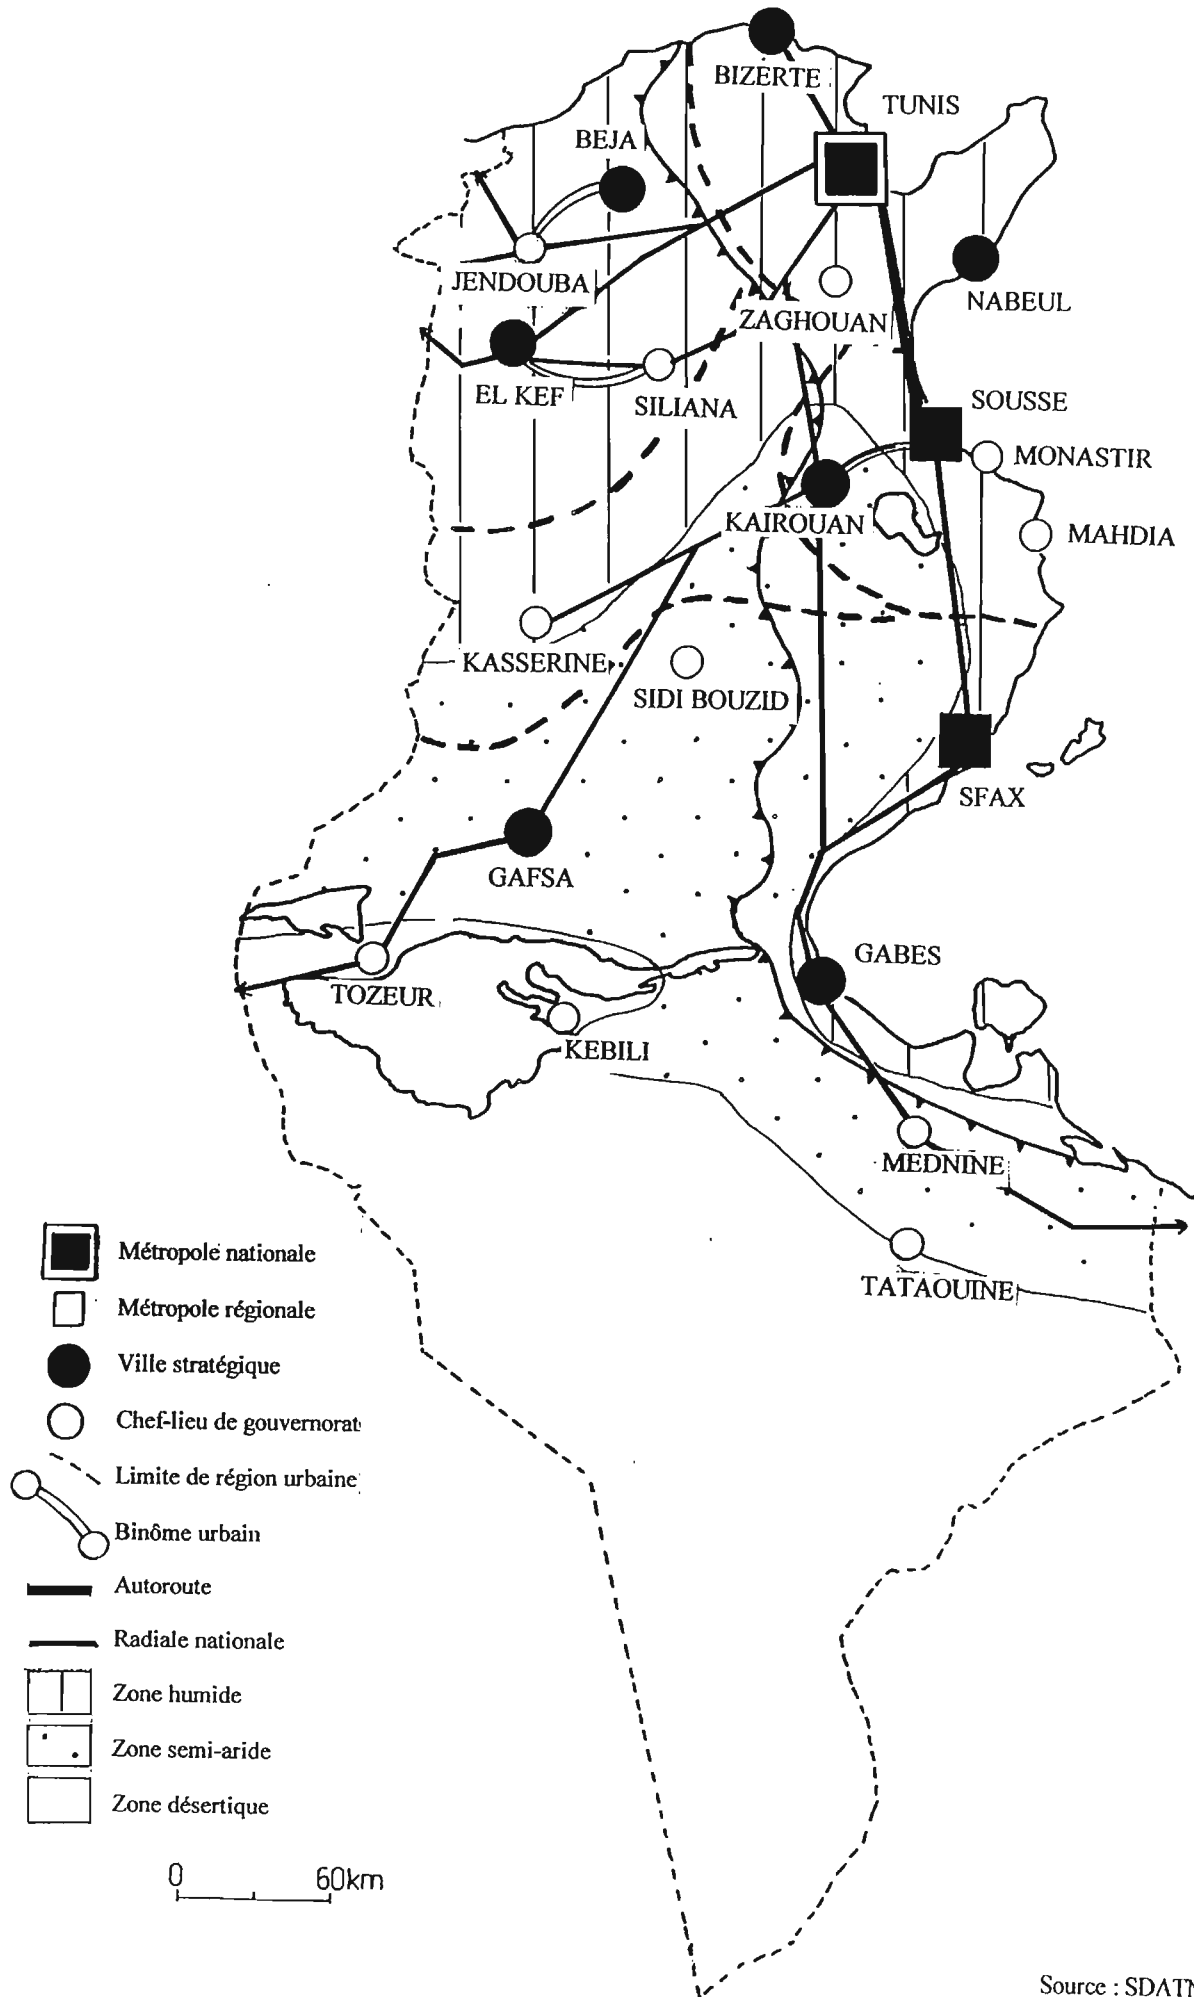 BIZERTE
TUNIS
BEJA
JENDOUBA
NABEUL
ZAGHOUAN
EL KEF
SILIANA
SOUSSE
MONASTIR
KAIROUAN
MAHDIA
KASSERINE
SIDI BOUZID
SFAX
GAFSA
GABES
TOZEUR
KEBILI
MEDNINE
TATAOUINE
Métropole nationale
Métropole régionale
Ville stratégique
Chef-lieu de gouvernorat
Limite de région urbaine
Binôme urbain
Autoroute
Radiale nationale
Zone humide
Zone semi-aride
Zone désertique
0 60km
Source : SDATN